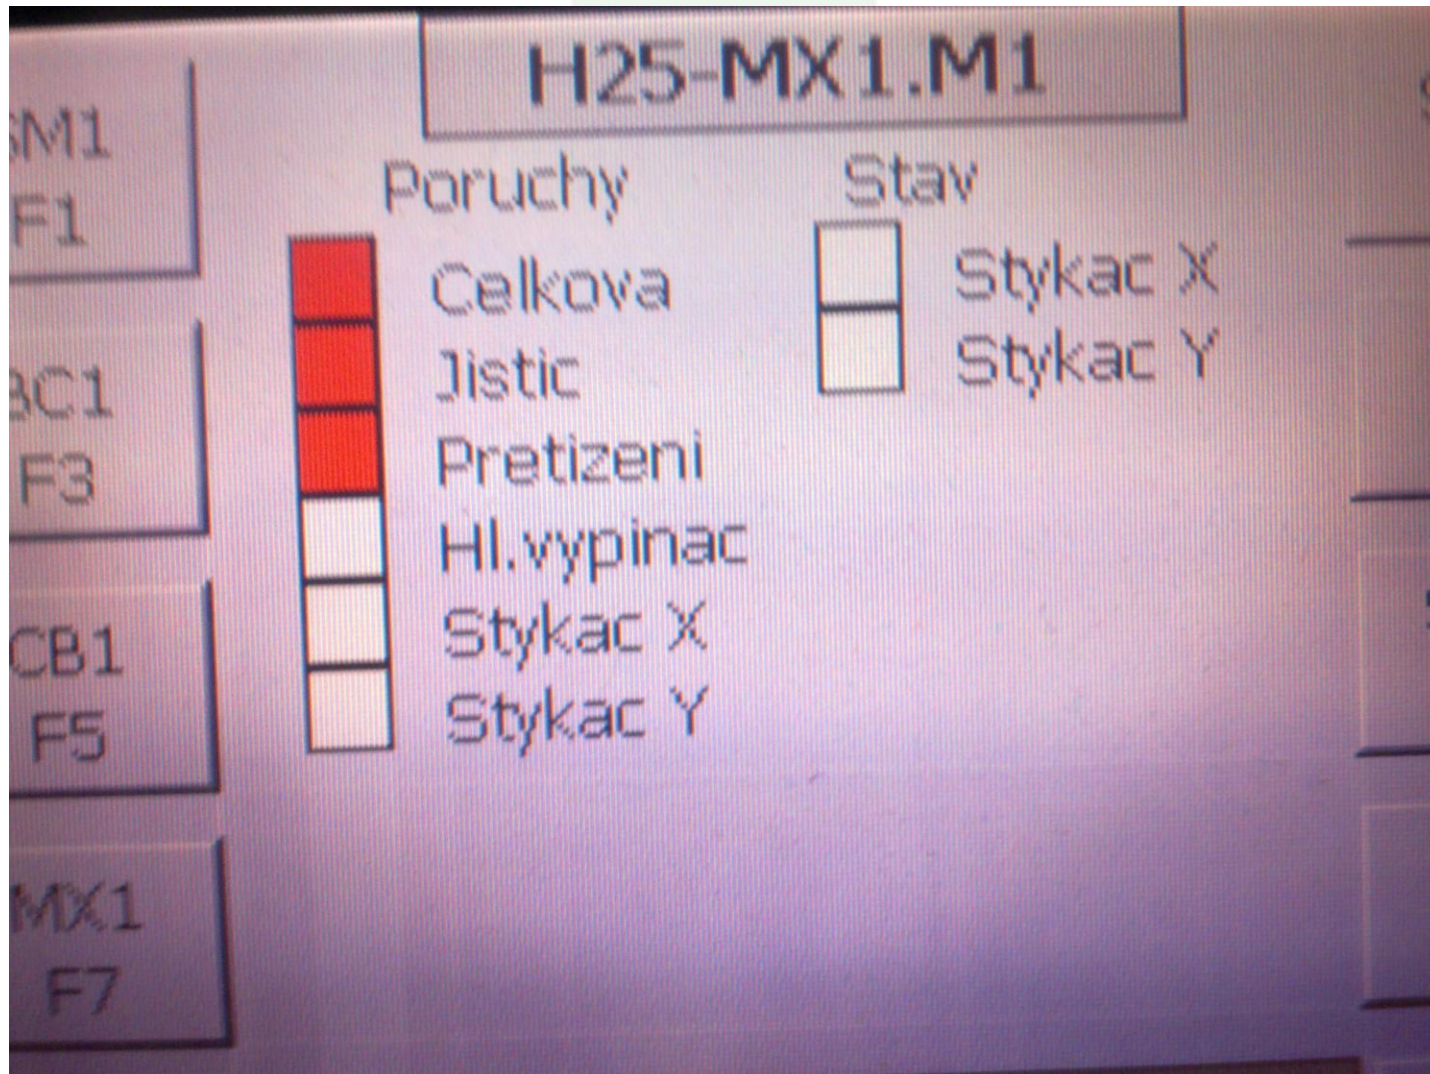 H25-MX1.M1
Poruchy
Celkova
Jistic
Pretizeni
Hl.vypinac
Stykac X
Stykac Y
Stav
Stykac X
Stykac Y
F1
F3
CB1
F5
MX1
F7